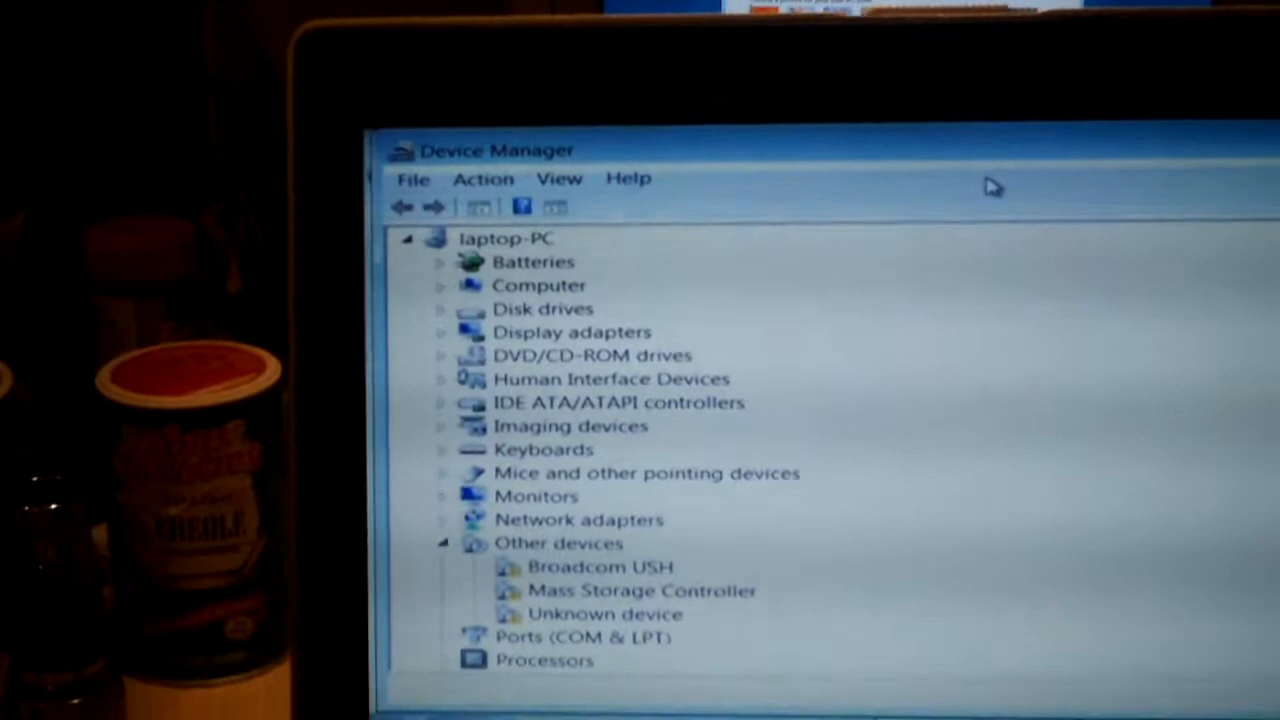 Device Manager
File Action View Help
laptop-PC
Batteries
Computer
Disk drives
Display adapters
DVD/CD-ROM drives
Human Interface Devices
IDE ATA/ATAPI controllers
Imaging devices
Keyboards
Mice and other pointing devices
Monitors
Network adapters
Other devices
Broadcom USH
Mass Storage Controller
Unknown device
Ports (COM & LPT)
Processors
CREOLE